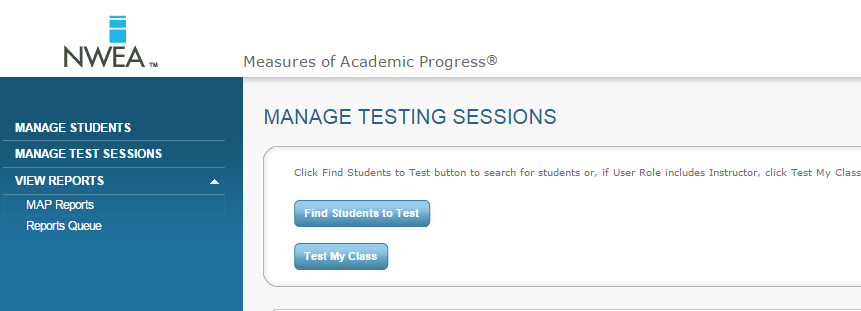 NWEA™
Measures of Academic Progress®
MANAGE STUDENTS
MANAGE TEST SESSIONS
VIEW REPORTS
MAP Reports
Reports Queue
MANAGE TESTING SESSIONS
Click Find Students to Test button to search for students or, if User Role includes Instructor, click Test My Class
Find Students to Test
Test My Class